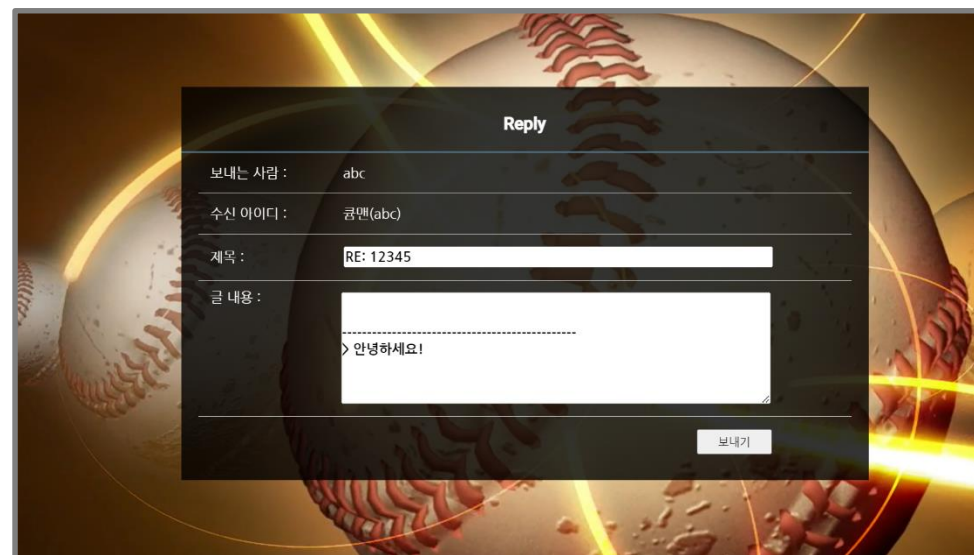 Reply
보내는 사람 : abc
수신 아이디 : 큠맨(abc)
제목 : RE: 12345
글 내용 :
-----------------------------------------------
> 안녕하세요!
보내기